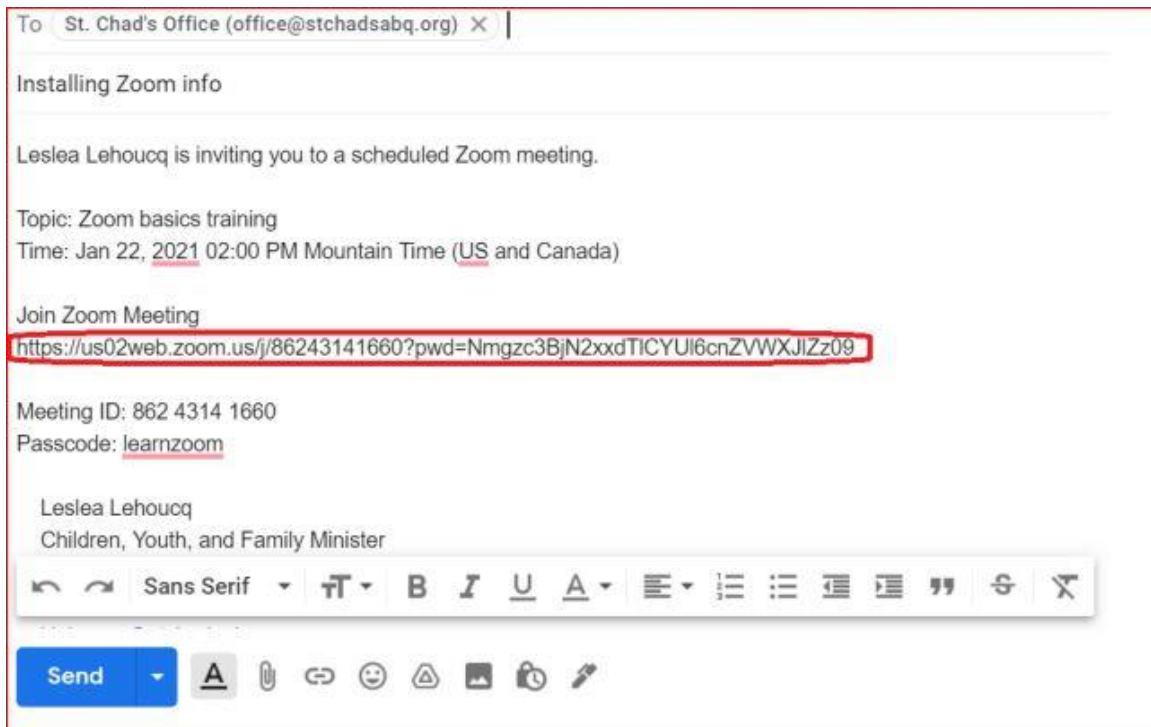 To St. Chad's Office (office@stchadsabq.org)
Installing Zoom info
Leslea Lehoucq is inviting you to a scheduled Zoom meeting.
Topic: Zoom basics training
Time: Jan 22, 2021 02:00 PM Mountain Time (US and Canada)
Join Zoom Meeting
https://us02web.zoom.us/j/86243141660?pwd=Nmgzc3BjN2xxdTlCYUl6cnZVWXJlZz09
Meeting ID: 862 4314 1660
Passcode: learnzoom
Leslea Lehoucq
Children, Youth, and Family Minister
Sans Serif
Send